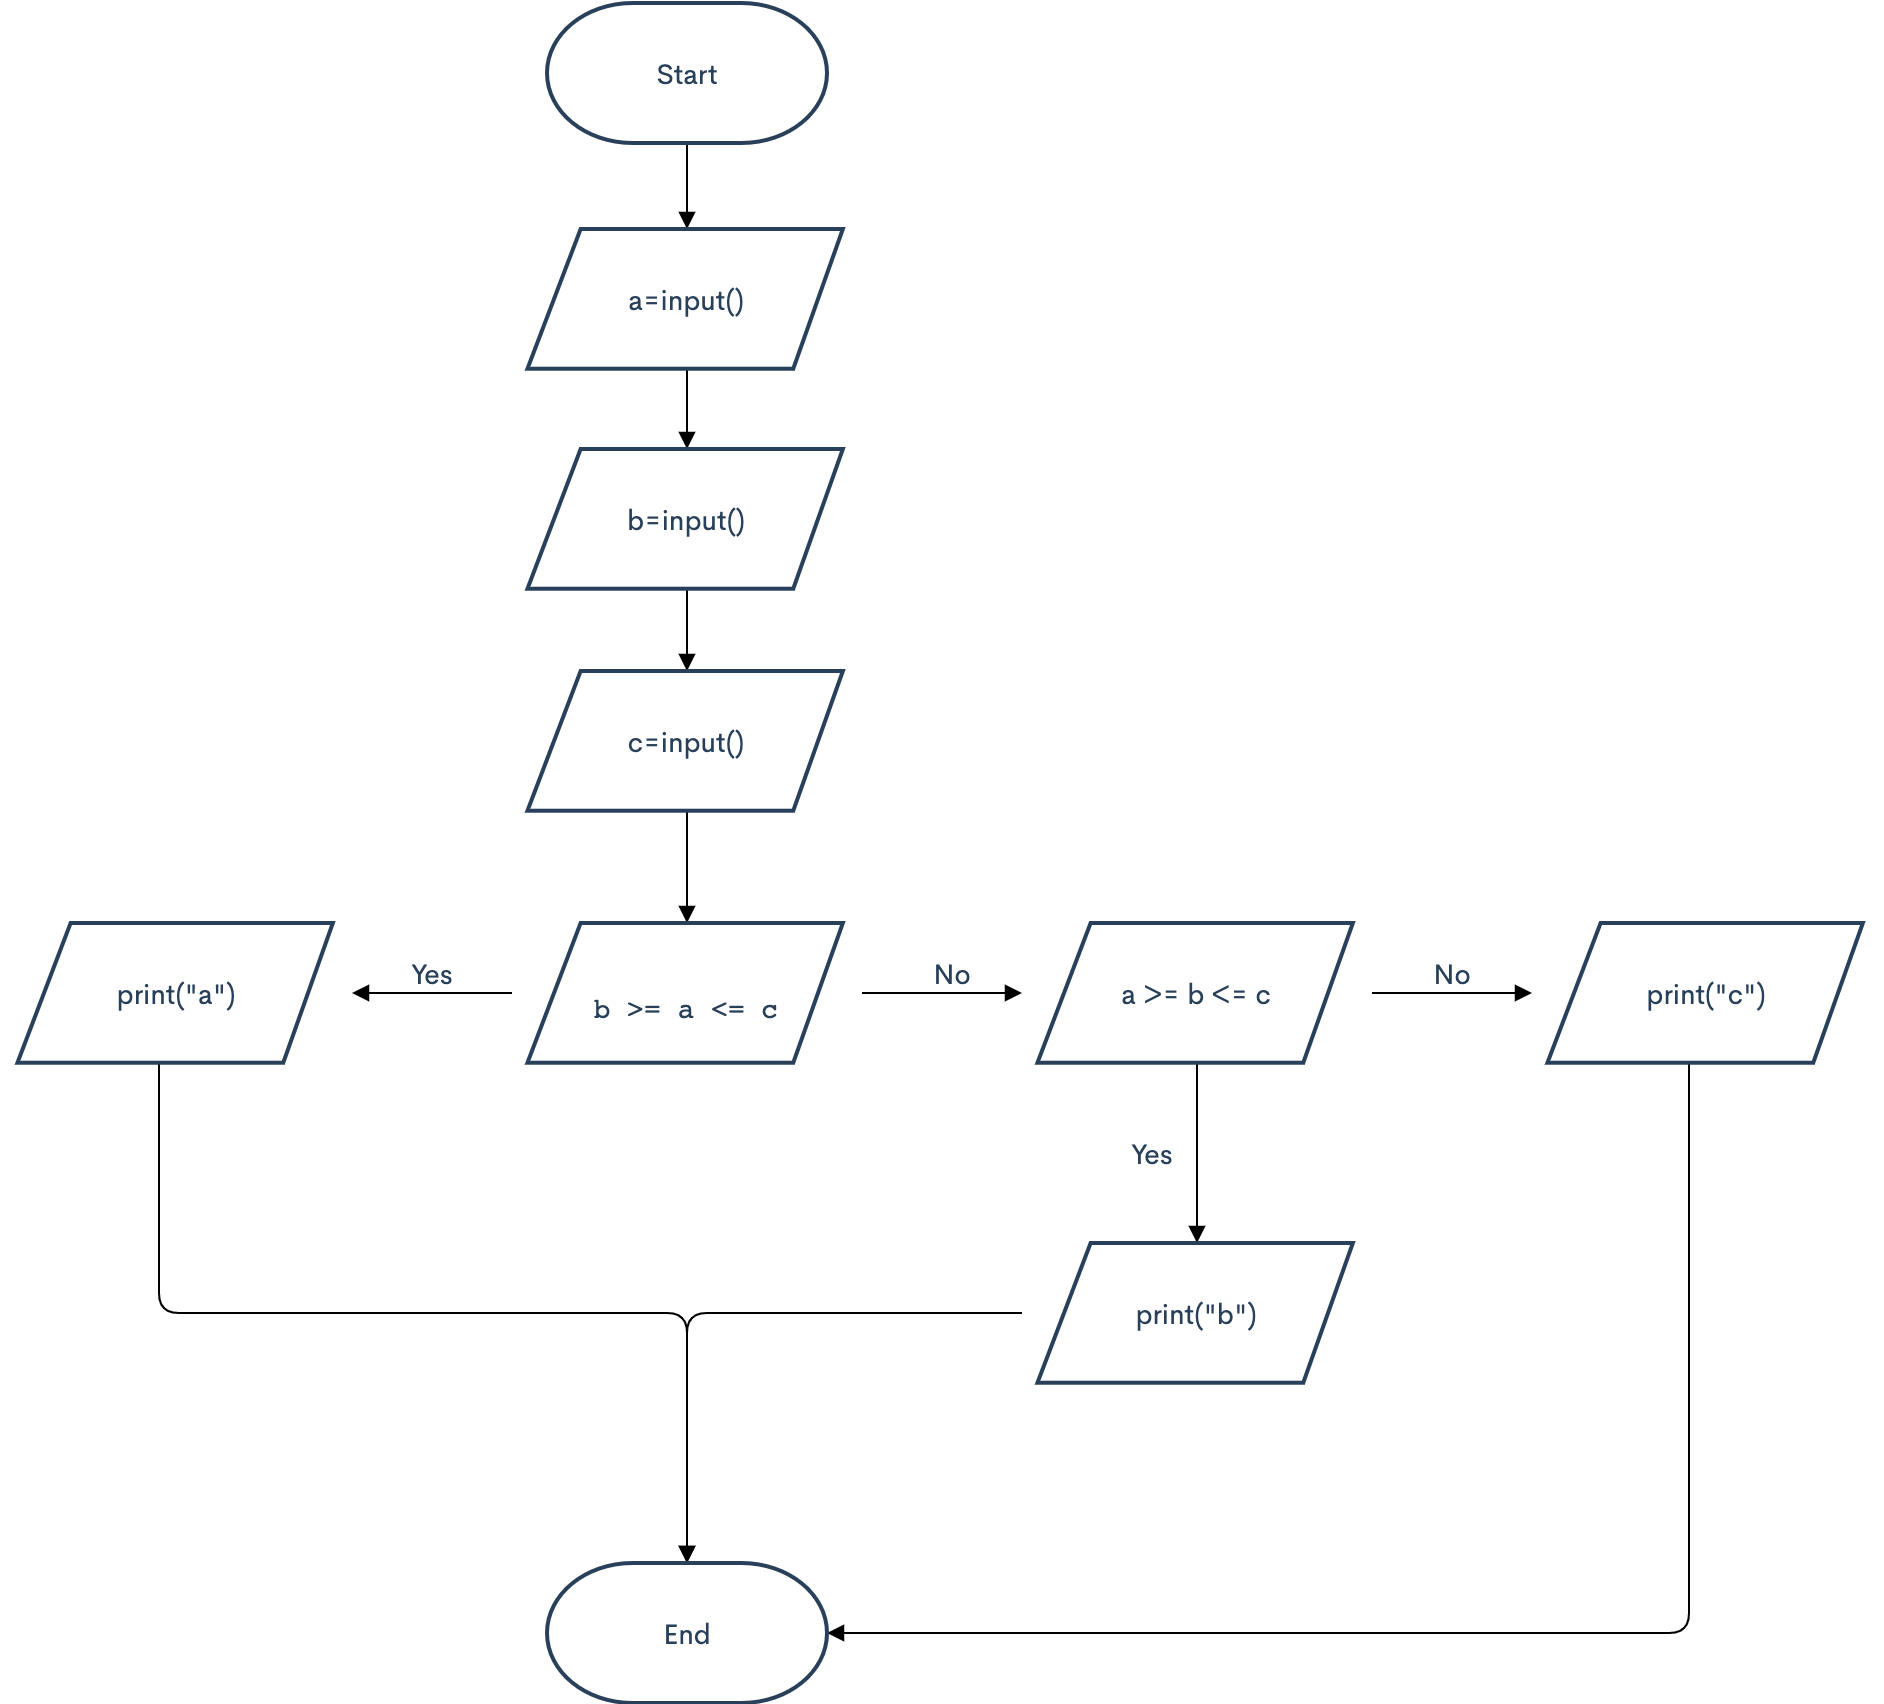 Start
a=input()
b=input()
c=input()
print("a")
Yes
b >= a <= c
No
a >= b <= c
No
print("c")
Yes
print("b")
End